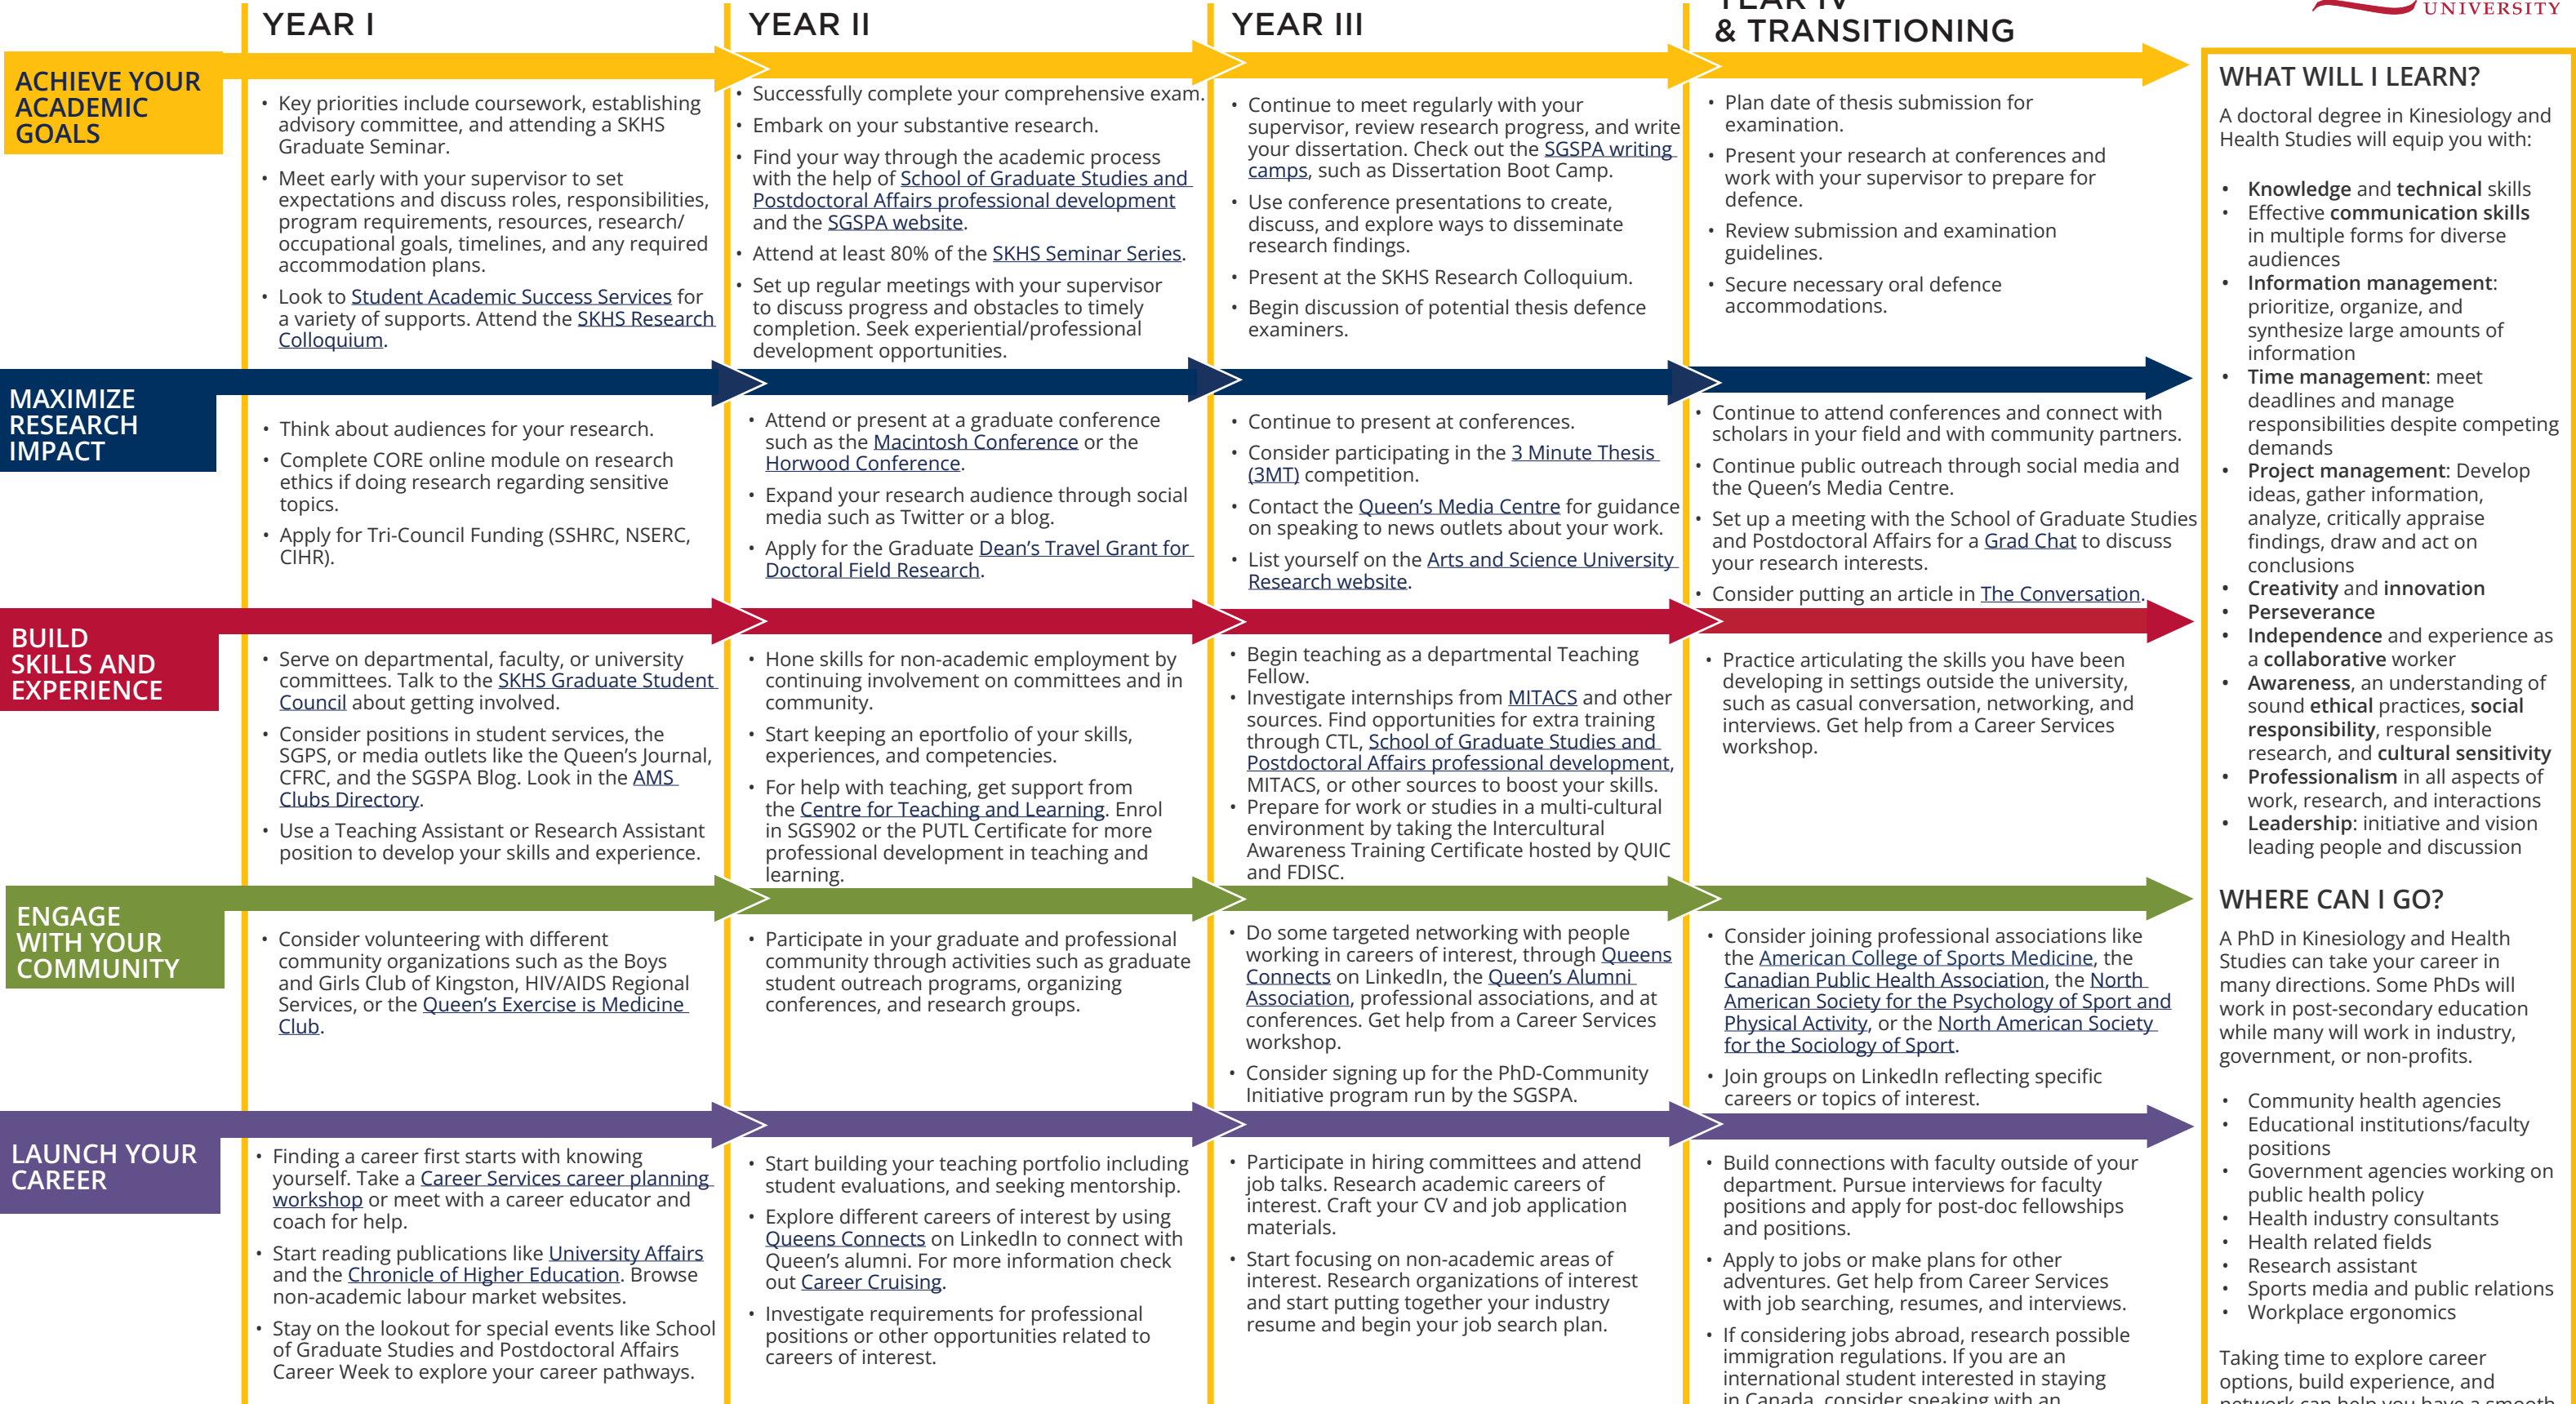 YEAR I
YEAR II
YEAR III
YEAR IV
& TRANSITIONING
UNIVERSITY
ACHIEVE YOUR
ACADEMIC
GOALS
• Key priorities include coursework, establishing
advisory committee, and attending a SKHS
Graduate Seminar.
• Meet early with your supervisor to set
expectations and discuss roles, responsibilities,
program requirements, resources, research/
occupational goals, timelines, and any required
accommodation plans.
• Look to Student Academic Success Services for
a variety of supports. Attend the SKHS Research
Colloquium.
• Successfully complete your comprehensive exam.
• Embark on your substantive research.
• Find your way through the academic process
with the help of School of Graduate Studies and
Postdoctoral Affairs professional development
and the SGSPA website.
• Attend at least 80% of the SKHS Seminar Series.
• Set up regular meetings with your supervisor
to discuss progress and obstacles to timely
completion. Seek experiential/professional
development opportunities.
• Continue to meet regularly with your
supervisor, review research progress, and write
your dissertation. Check out the SGSPA writing
camps, such as Dissertation Boot Camp.
• Use conference presentations to create,
discuss, and explore ways to disseminate
research findings.
• Present at the SKHS Research Colloquium.
• Begin discussion of potential thesis defence
examiners.
• Plan date of thesis submission for
examination.
• Present your research at conferences and
work with your supervisor to prepare for
defence.
• Review submission and examination
guidelines.
• Secure necessary oral defence
accommodations.
MAXIMIZE
RESEARCH
IMPACT
• Think about audiences for your research.
• Complete CORE online module on research
ethics if doing research regarding sensitive
topics.
• Apply for Tri-Council Funding (SSHRC, NSERC,
CIHR).
• Attend or present at a graduate conference
such as the Macintosh Conference or the
Horwood Conference.
• Expand your research audience through social
media such as Twitter or a blog.
• Apply for the Graduate Dean's Travel Grant for
Doctoral Field Research.
• Continue to present at conferences.
• Consider participating in the 3 Minute Thesis
(3MT) competition.
• Contact the Queen's Media Centre for guidance
on speaking to news outlets about your work.
• List yourself on the Arts and Science University
Research website.
• Continue to attend conferences and connect with
scholars in your field and with community partners.
• Continue public outreach through social media and
the Queen's Media Centre.
• Set up a meeting with the School of Graduate Studies
and Postdoctoral Affairs for a Grad Chat to discuss
your research interests.
• Consider putting an article in The Conversation.
BUILD
SKILLS AND
EXPERIENCE
• Serve on departmental, faculty, or university
committees. Talk to the SKHS Graduate Student
Council about getting involved.
• Consider positions in student services, the
SGPS, or media outlets like the Queen's Journal,
CFRC, and the SGSPA Blog. Look in the AMS
Clubs Directory.
• Use a Teaching Assistant or Research Assistant
position to develop your skills and experience.
• Hone skills for non-academic employment by
continuing involvement on committees and in
community.
• Start keeping an eportfolio of your skills,
experiences, and competencies.
• For help with teaching, get support from
the Centre for Teaching and Learning. Enrol
in SGS902 or the PUTL Certificate for more
professional development in teaching and
learning.
• Begin teaching as a departmental Teaching
Fellow.
• Investigate internships from MITACS and other
sources. Find opportunities for extra training
through CTL, School of Graduate Studies and
Postdoctoral Affairs professional development,
MITACS, or other sources to boost your skills.
• Prepare for work or studies in a multi-cultural
environment by taking the Intercultural
Awareness Training Certificate hosted by QUIC
and FDISC.
• Practice articulating the skills you have been
developing in settings outside the university,
such as casual conversation, networking, and
interviews. Get help from a Career Services
workshop.
ENGAGE
WITH YOUR
COMMUNITY
• Consider volunteering with different
community organizations such as the Boys
and Girls Club of Kingston, HIV/AIDS Regional
Services, or the Queen's Exercise is Medicine
Club.
• Participate in your graduate and professional
community through activities such as graduate
student outreach programs, organizing
conferences, and research groups.
• Do some targeted networking with people
working in careers of interest, through Queens
Connects on LinkedIn, the Queen's Alumni
Association, professional associations, and at
conferences. Get help from a Career Services
workshop.
• Consider signing up for the PhD-Community
Initiative program run by the SGSPA.
• Consider joining professional associations like
the American College of Sports Medicine, the
Canadian Public Health Association, the North
American Society for the Psychology of Sport and
Physical Activity, or the North American Society
for the Sociology of Sport.
• Join groups on LinkedIn reflecting specific
careers or topics of interest.
LAUNCH YOUR
CAREER
• Finding a career first starts with knowing
yourself. Take a Career Services career planning
workshop or meet with a career educator and
coach for help.
• Start reading publications like University Affairs
and the Chronicle of Higher Education. Browse
non-academic labour market websites.
• Stay on the lookout for special events like School
of Graduate Studies and Postdoctoral Affairs
Career Week to explore your career pathways.
• Start building your teaching portfolio including
student evaluations, and seeking mentorship.
• Explore different careers of interest by using
Queens Connects on LinkedIn to connect with
Queen's alumni. For more information check
out Career Cruising.
• Investigate requirements for professional
positions or other opportunities related to
careers of interest.
• Participate in hiring committees and attend
job talks. Research academic careers of
interest. Craft your CV and job application
materials.
• Start focusing on non-academic areas of
interest. Research organizations of interest
and start putting together your industry
resume and begin your job search plan.
• Build connections with faculty outside of your
department. Pursue interviews for faculty
positions and apply for post-doc fellowships
and positions.
• Apply to jobs or make plans for other
adventures. Get help from Career Services
with job searching, resumes, and interviews.
• If considering jobs abroad, research possible
immigration regulations. If you are an
international student interested in staying
in Canada, consider speaking with an
WHAT WILL I LEARN?
A doctoral degree in Kinesiology and
Health Studies will equip you with:
• Knowledge and technical skills
• Effective communication skills
in multiple forms for diverse
audiences
• Information management:
prioritize, organize, and
synthesize large amounts of
information
• Time management: meet
deadlines and manage
responsibilities despite competing
demands
• Project management: Develop
ideas, gather information,
analyze, critically appraise
findings, draw and act on
conclusions
• Creativity and innovation
• Perseverance
• Independence and experience as
a collaborative worker
• Awareness, an understanding of
sound ethical practices, social
responsibility, responsible
research, and cultural sensitivity
• Professionalism in all aspects of
work, research, and interactions
• Leadership: initiative and vision
leading people and discussion
WHERE CAN I GO?
A PhD in Kinesiology and Health
Studies can take your career in
many directions. Some PhDs will
work in post-secondary education
while many will work in industry,
government, or non-profits.
• Community health agencies
• Educational institutions/faculty
positions
• Government agencies working on
public health policy
• Health industry consultants
• Health related fields
• Research assistant
• Sports media and public relations
• Workplace ergonomics
Taking time to explore career
options, build experience, and
network can help you have a smooth